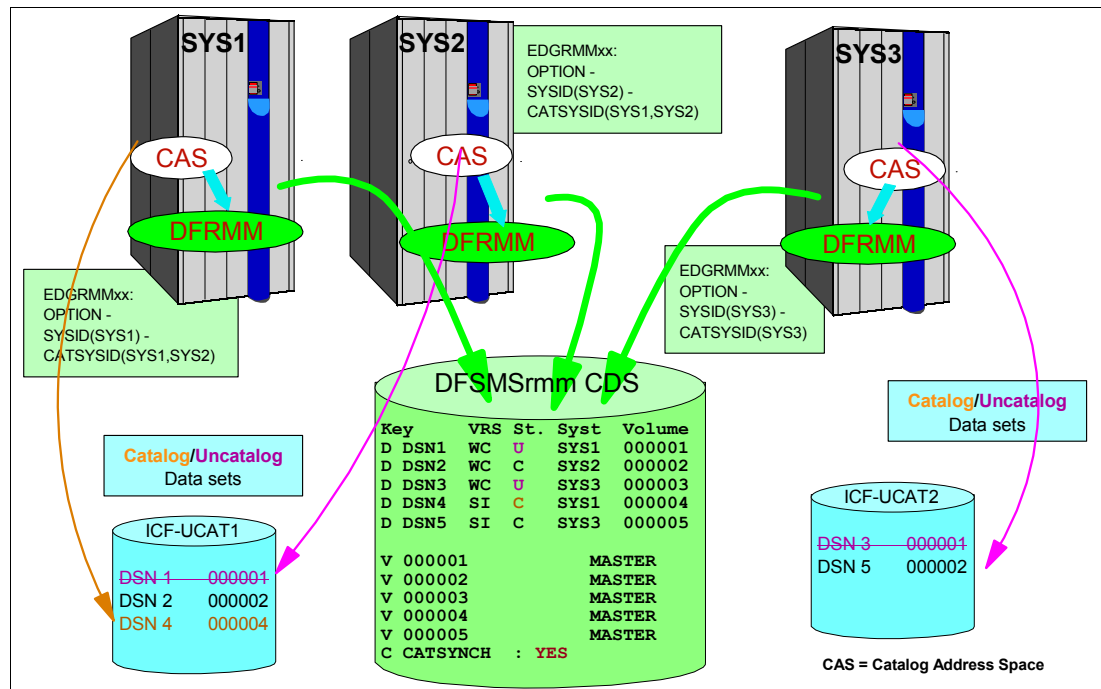 SYS1
CAS
DFRMM
EDGRMMxx:
OPTION -
SYSID(SYS1) -
CATSYSID(SYS1,SYS2)
SYS2
CAS
DFRMM
EDGRMMxx:
OPTION -
SYSID(SYS2) -
CATSYSID(SYS1,SYS2)
SYS3
CAS
DFRMM
EDGRMMxx:
OPTION -
SYSID(SYS3) -
CATSYSID(SYS3)
DFSMSrmm CDS
Key VRS St. Syst Volume
D DSN1 WC U SYS1 000001
D DSN2 WC C SYS2 000002
D DSN3 WC U SYS3 000003
D DSN4 SI C SYS1 000004
D DSN5 SI C SYS3 000005
V 000001 MASTER
V 000002 MASTER
V 000003 MASTER
V 000004 MASTER
V 000005 MASTER
C CATSYNCH : YES
Catalog/Uncatalog
Data sets
ICF-UCAT1
DSN 1 000001
DSN 2 000002
DSN 4 000004
Catalog/Uncatalog
Data sets
ICF-UCAT2
DSN 3 000001
DSN 5 000002
CAS = Catalog Address Space